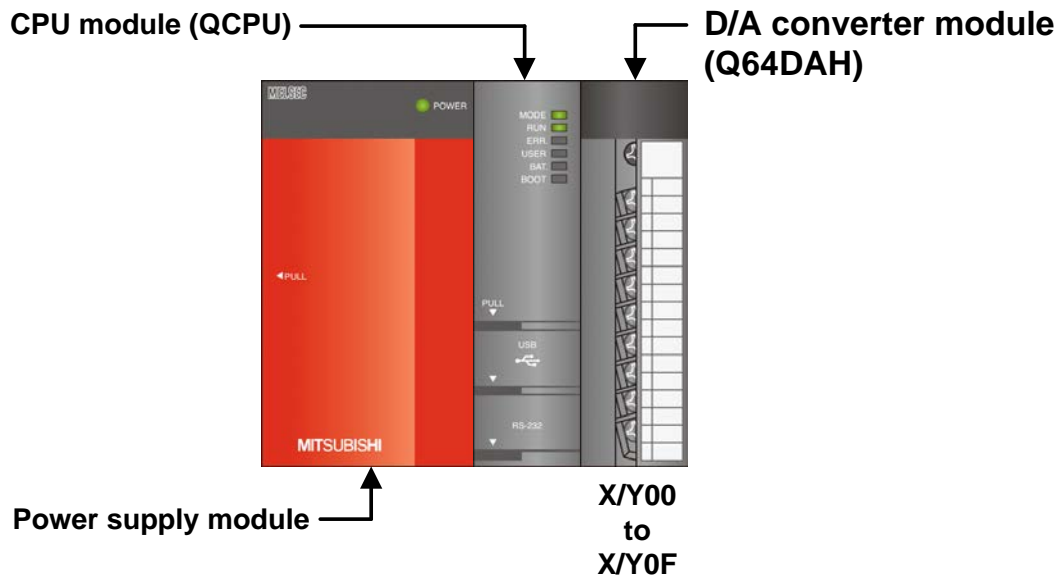 CPU module (QCPU)
D/A converter module
(Q64DAH)
MELSEC
POWER
MODE
RUN
ERR.
USER
BAT.
BOOT
PULL
PULL
USB
RS-232
MITSUBISHI
Power supply module
X/Y00
to
X/Y0F